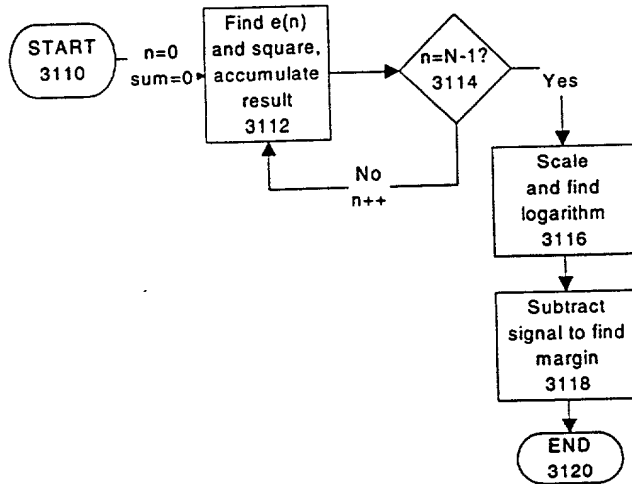 START
3110
n=0
sum=0
Find e(n)
and square,
accumulate
result
3112
n=N-1?
3114
Yes
No
n++
Scale
and find
logarithm
3116
Subtract
signal to find
margin
3118
END
3120